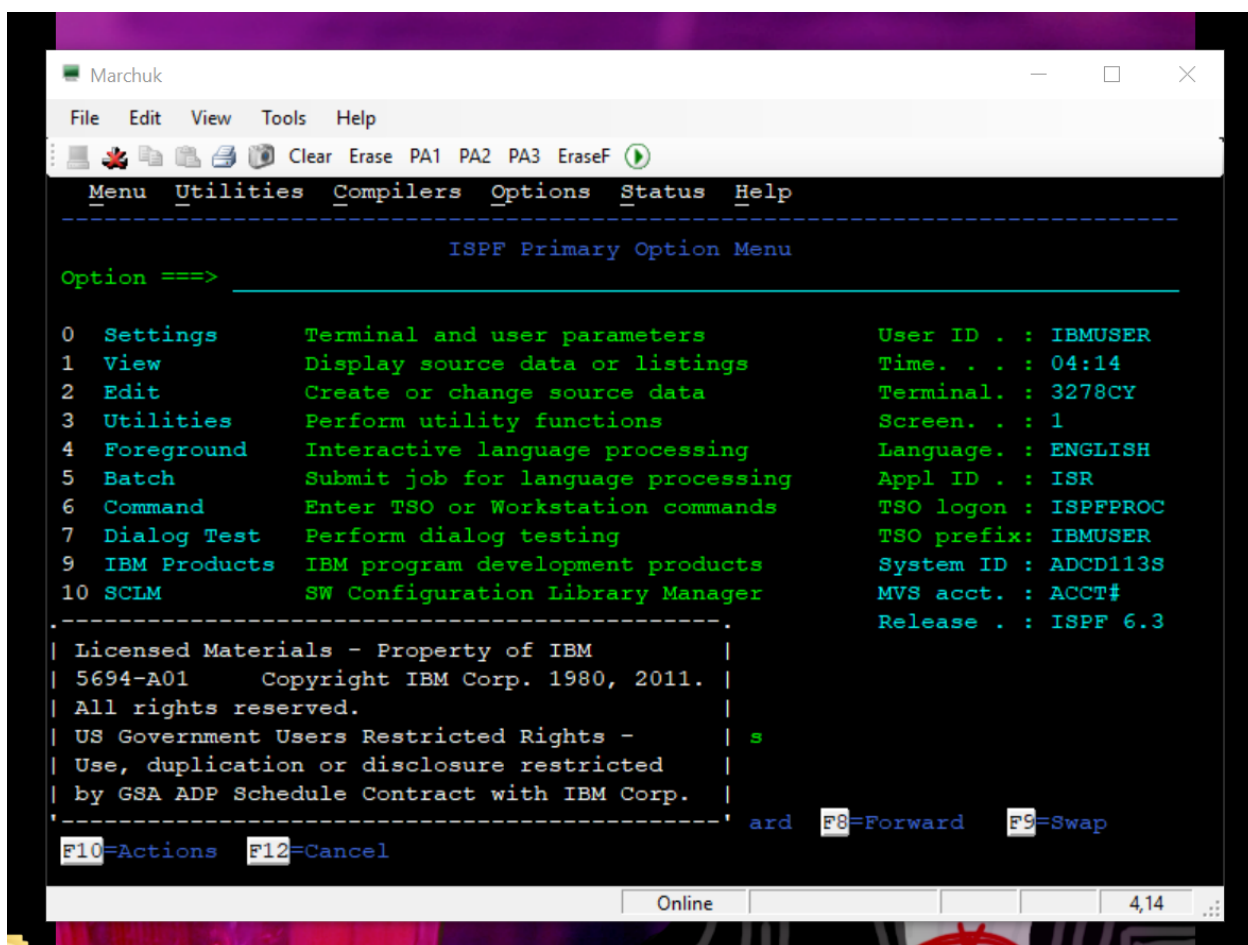 Marchuk
File Edit View Tools Help
Clear Erase PA1 PA2 PA3 EraseF
Menu Utilities Compilers Options Status Help
ISPF Primary Option Menu
Option ===>
0 Settings Terminal and user parameters User ID . : IBMUSER
1 View Display source data or listings Time. . . : 04:14
2 Edit Create or change source data Terminal. : 3278CY
3 Utilities Perform utility functions Screen. . : 1
4 Foreground Interactive language processing Language. : ENGLISH
5 Batch Submit job for language processing Appl ID . : ISR
6 Command Enter TSO or Workstation commands TSO logon : ISPFPROC
7 Dialog Test Perform dialog testing TSO prefix: IBMUSER
9 IBM Products IBM program development products System ID : ADCD113S
10 SCLM SW Configuration Library Manager MVS acct. : ACCT#
Release . : ISPF 6.3
Licensed Materials - Property of IBM
5694-A01 Copyright IBM Corp. 1980, 2011.
All rights reserved.
US Government Users Restricted Rights - s
Use, duplication or disclosure restricted
by GSA ADP Schedule Contract with IBM Corp.
ard F8=Forward F9=Swap
F10=Actions F12=Cancel
Online 4,14